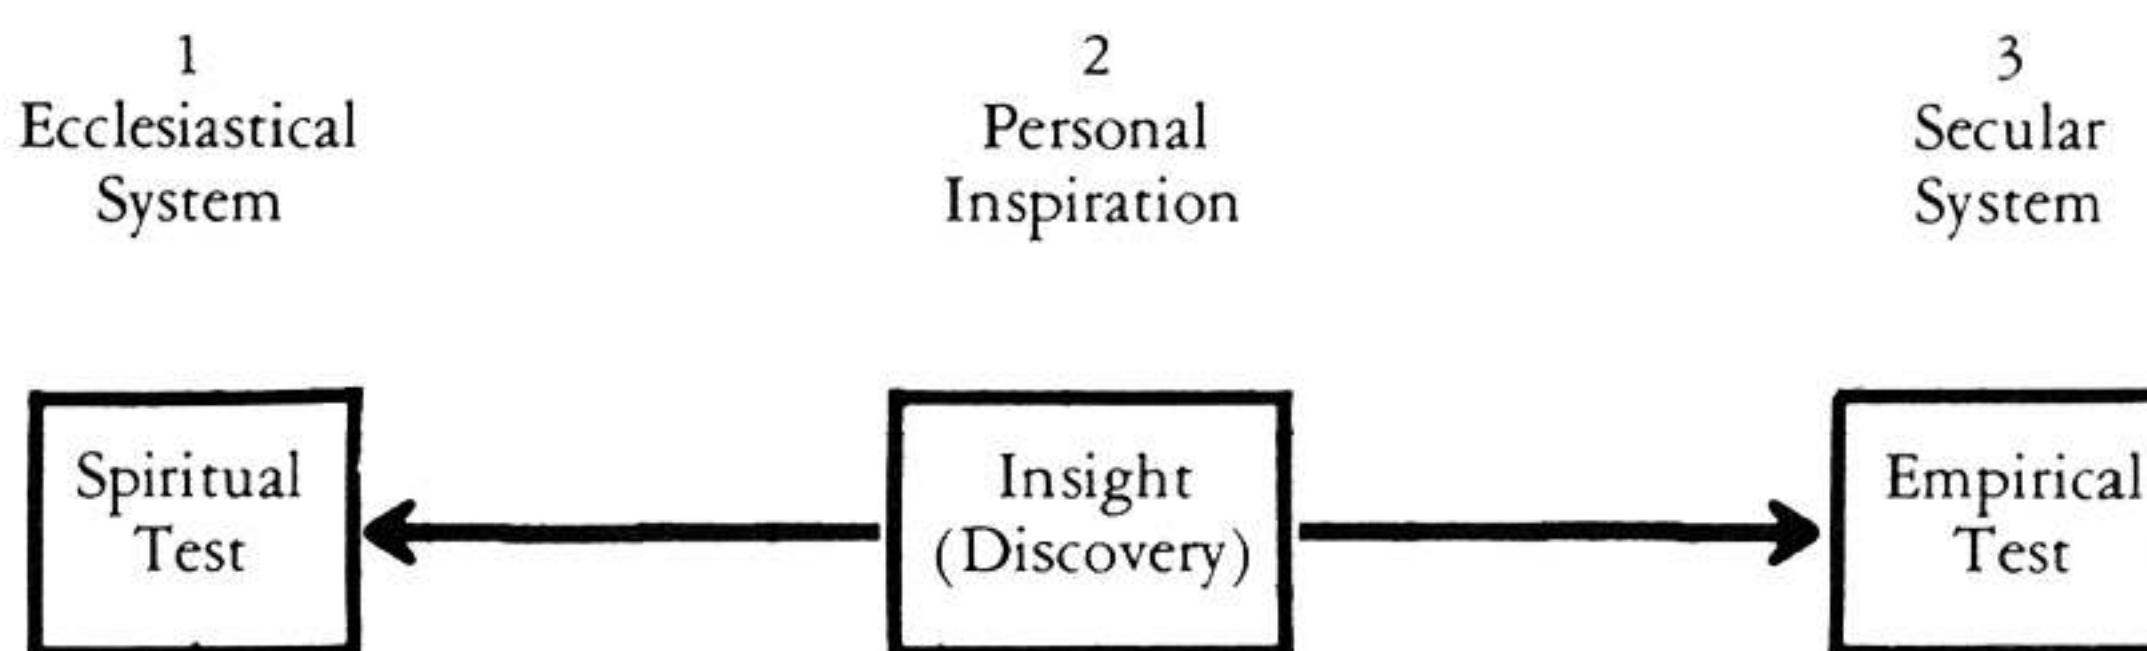 1
Ecclesiastical
System
2
Personal
Inspiration
3
Secular
System
Spiritual
Test
Insight
(Discovery)
Empirical
Test